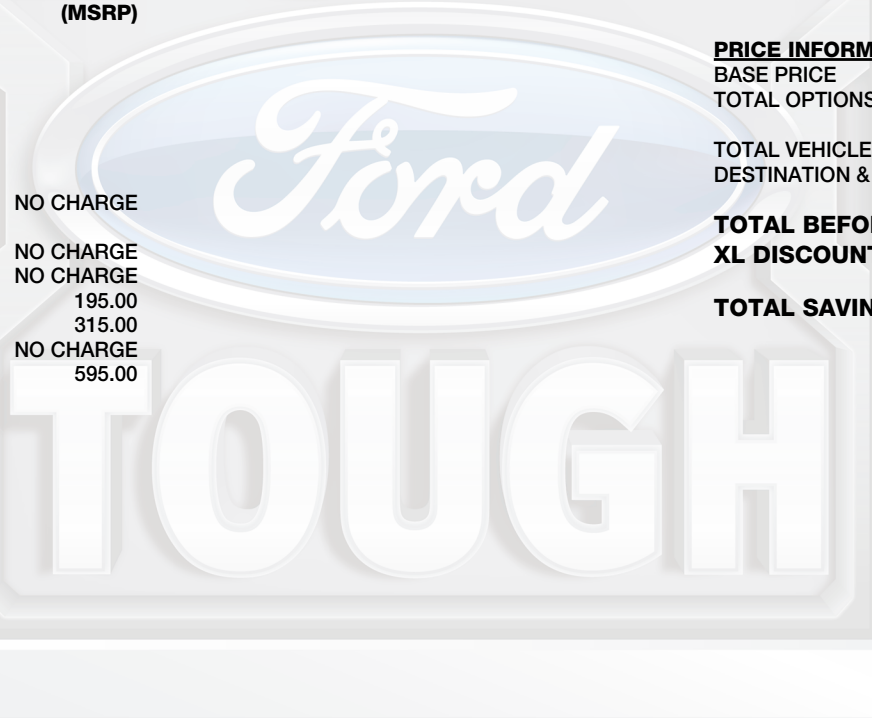 (MSRP)
NO CHARGE
NO CHARGE
NO CHARGE
195.00
315.00
NO CHARGE
595.00
PRICE INFORM
BASE PRICE
TOTAL OPTIONS
TOTAL VEHICLE
DESTINATION &
TOTAL BEFO
XL DISCOUNT
TOTAL SAVIN
Ford
TOUGH